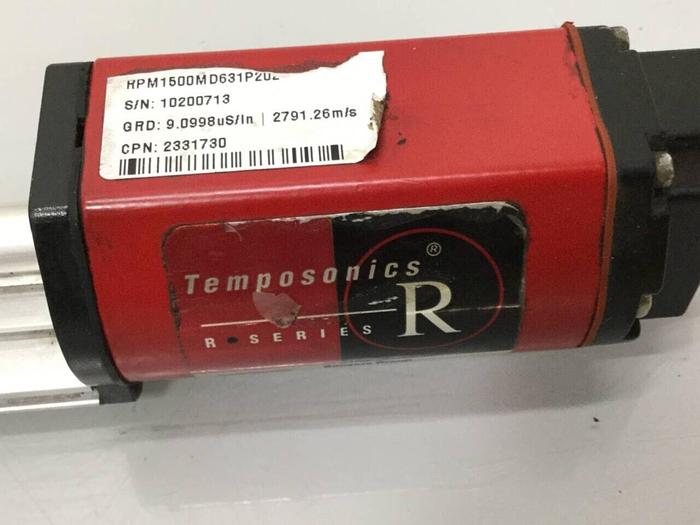 RPM1500MD631P202
S/N: 10200713
GRD: 9.0998uS/In | 2791.26m/s
CPN: 2331730
Temposonics ®
R
R • SERIES